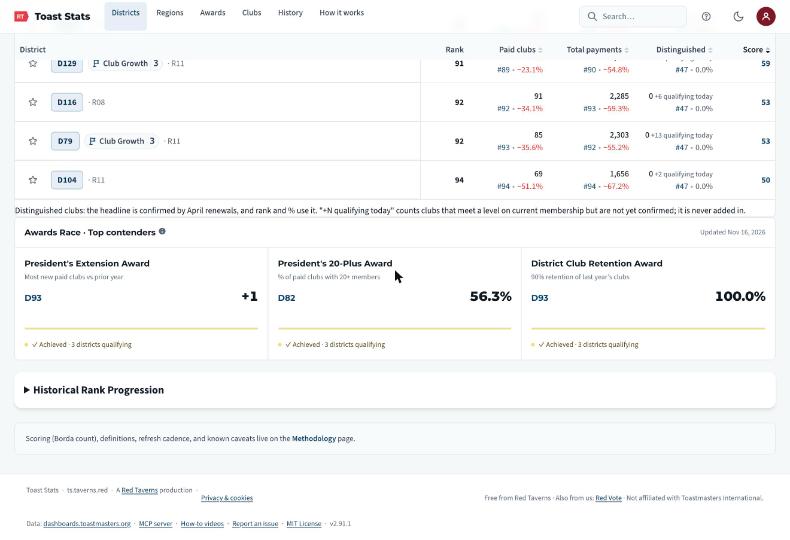 RT Toast Stats Districts Regions Awards Clubs History How it works Search… A
District Rank Paid clubs Total payments Distinguished Score
D129 Club Growth 3 · R11 91 59
#89 • −23.1% #90 • −54.8% #47 • 0.0%
D116 · R08 92 91 2,285 0 +6 qualifying today 53
#92 • −34.1% #93 • −59.3% #47 • 0.0%
D79 Club Growth 3 · R11 92 85 2,303 0 +13 qualifying today 53
#93 • −35.6% #92 • −55.2% #47 • 0.0%
D104 · R11 94 69 1,656 0 +2 qualifying today 50
#94 • −51.1% #94 • −67.2% #47 • 0.0%
Distinguished clubs: the headline is confirmed by April renewals, and rank and % use it. "+N qualifying today" counts clubs that meet a level on current membership but are not yet confirmed; it is never added in.
Awards Race · Top contenders Updated Nov 16, 2026
President's Extension Award
Most new paid clubs vs prior year
D93 +1
✓ Achieved · 3 districts qualifying
President's 20-Plus Award
% of paid clubs with 20+ members
D82 56.3%
✓ Achieved · 3 districts qualifying
District Club Retention Award
90% retention of last year's clubs
D93 100.0%
✓ Achieved · 3 districts qualifying
Historical Rank Progression
Scoring (Borda count), definitions, refresh cadence, and known caveats live on the Methodology page.
Toast Stats · ts.taverns.red · A Red Taverns production ·
Privacy & cookies
Free from Red Taverns · Also from us: Red Vote · Not affiliated with Toastmasters International.
Data: dashboards.toastmasters.org · MCP server · How-to videos · Report an issue · MIT License · v2.91.1